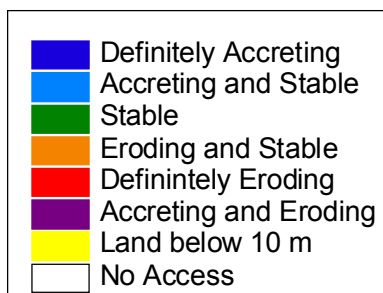 Definitely Accreting
Accreting and Stable
Stable
Eroding and Stable
Definintely Eroding
Accreting and Eroding
Land below 10 m
No Access